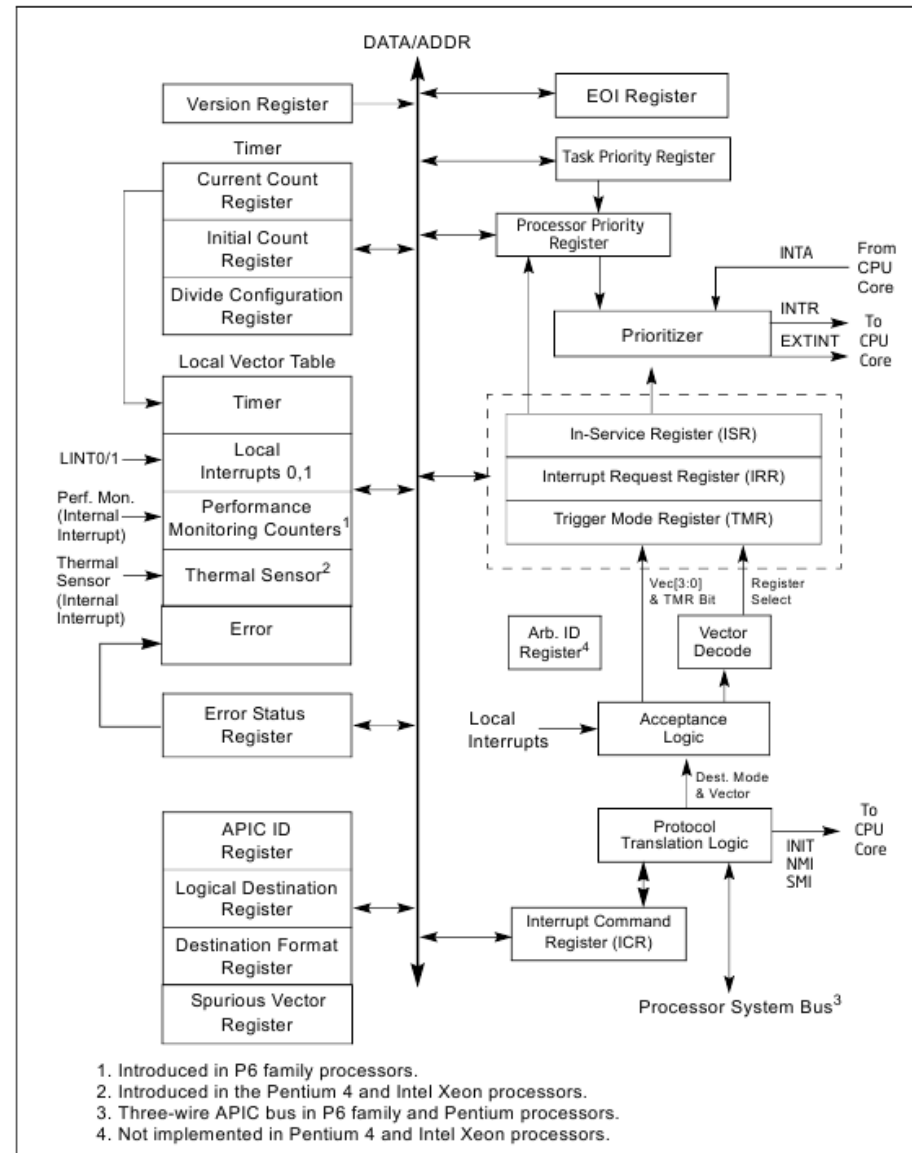 DATA/ADDR
Version Register
EOI Register
Timer
Task Priority Register
Current Count
Register
Initial Count
Register
Divide Configuration
Register
Processor Priority
Register
INTA
From
CPU
Core
Prioritizer
INTR
EXTINT
To
CPU
Core
Local Vector Table
Timer
LINT0/1
Local
Interrupts 0,1
Perf. Mon.
(Internal
Interrupt)
Performance
Monitoring Counters1
Thermal
Sensor
(Internal
Interrupt)
Thermal Sensor2
Error
In-Service Register (ISR)
Interrupt Request Register (IRR)
Trigger Mode Register (TMR)
Vec[3:0]
& TMR Bit
Register
Select
Arb. ID
Register4
Vector
Decode
Error Status
Register
Local
Interrupts
Acceptance
Logic
Dest. Mode
& Vector
APIC ID
Register
Logical Destination
Register
Destination Format
Register
Spurious Vector
Register
Protocol
Translation Logic
INIT
NMI
SMI
To
CPU
Core
Interrupt Command
Register (ICR)
Processor System Bus3
1. Introduced in P6 family processors.
2. Introduced in the Pentium 4 and Intel Xeon processors.
3. Three-wire APIC bus in P6 family and Pentium processors.
4. Not implemented in Pentium 4 and Intel Xeon processors.